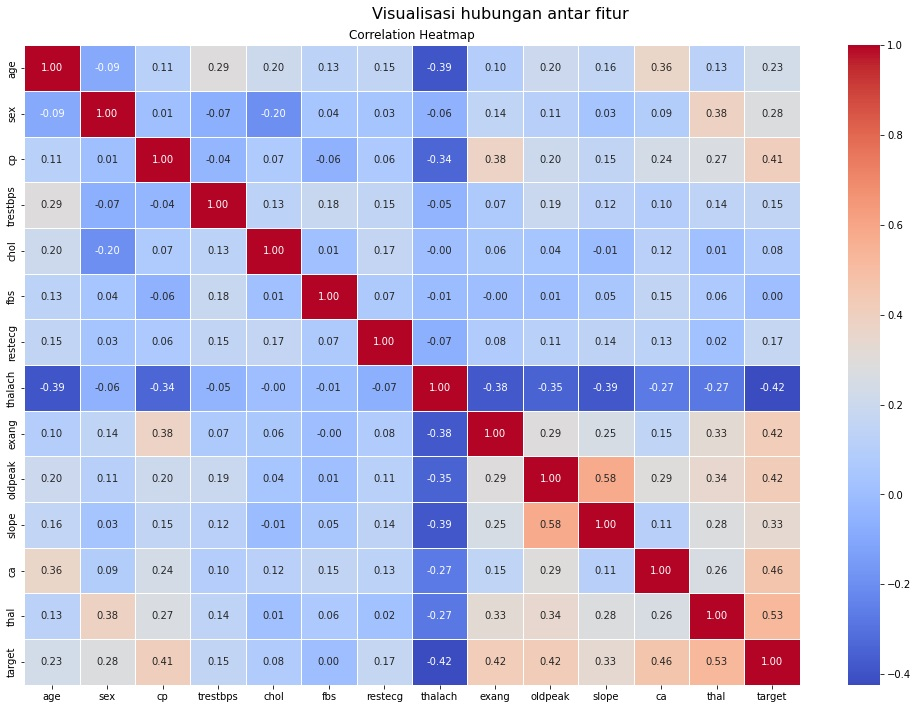 Visualisasi hubungan antar fitur
Correlation Heatmap
age 1.00 -0.09 0.11 0.29 0.20 0.13 0.15 -0.39 0.10 0.20 0.16 0.36 0.13 0.23
sex -0.09 1.00 0.01 -0.07 -0.20 0.04 0.03 -0.06 0.14 0.11 0.03 0.09 0.38 0.28
cp 0.11 0.01 1.00 -0.04 0.07 -0.06 0.06 -0.34 0.38 0.20 0.15 0.24 0.27 0.41
trestbps 0.29 -0.07 -0.04 1.00 0.13 0.18 0.15 -0.05 0.07 0.19 0.12 0.10 0.14 0.15
chol 0.20 -0.20 0.07 0.13 1.00 0.01 0.17 -0.00 0.06 0.04 -0.01 0.12 0.01 0.08
fbs 0.13 0.04 -0.06 0.18 0.01 1.00 0.07 -0.01 -0.00 0.01 0.05 0.15 0.06 0.00
restecg 0.15 0.03 0.06 0.15 0.17 0.07 1.00 -0.07 0.08 0.11 0.14 0.13 0.02 0.17
thalach -0.39 -0.06 -0.34 -0.05 -0.00 -0.01 -0.07 1.00 -0.38 -0.35 -0.39 -0.27 -0.27 -0.42
exang 0.10 0.14 0.38 0.07 0.06 -0.00 0.08 -0.38 1.00 0.29 0.25 0.15 0.33 0.42
oldpeak 0.20 0.11 0.20 0.19 0.04 0.01 0.11 -0.35 0.29 1.00 0.58 0.29 0.34 0.42
slope 0.16 0.03 0.15 0.12 -0.01 0.05 0.14 -0.39 0.25 0.58 1.00 0.11 0.28 0.33
ca 0.36 0.09 0.24 0.10 0.12 0.15 0.13 -0.27 0.15 0.29 0.11 1.00 0.26 0.46
thal 0.13 0.38 0.27 0.14 0.01 0.06 0.02 -0.27 0.33 0.34 0.28 0.26 1.00 0.53
target 0.23 0.28 0.41 0.15 0.08 0.00 0.17 -0.42 0.42 0.42 0.33 0.46 0.53 1.00
age sex cp trestbps chol fbs restecg thalach exang oldpeak slope ca thal target
1.0
0.8
0.6
0.4
0.2
0.0
−0.2
−0.4